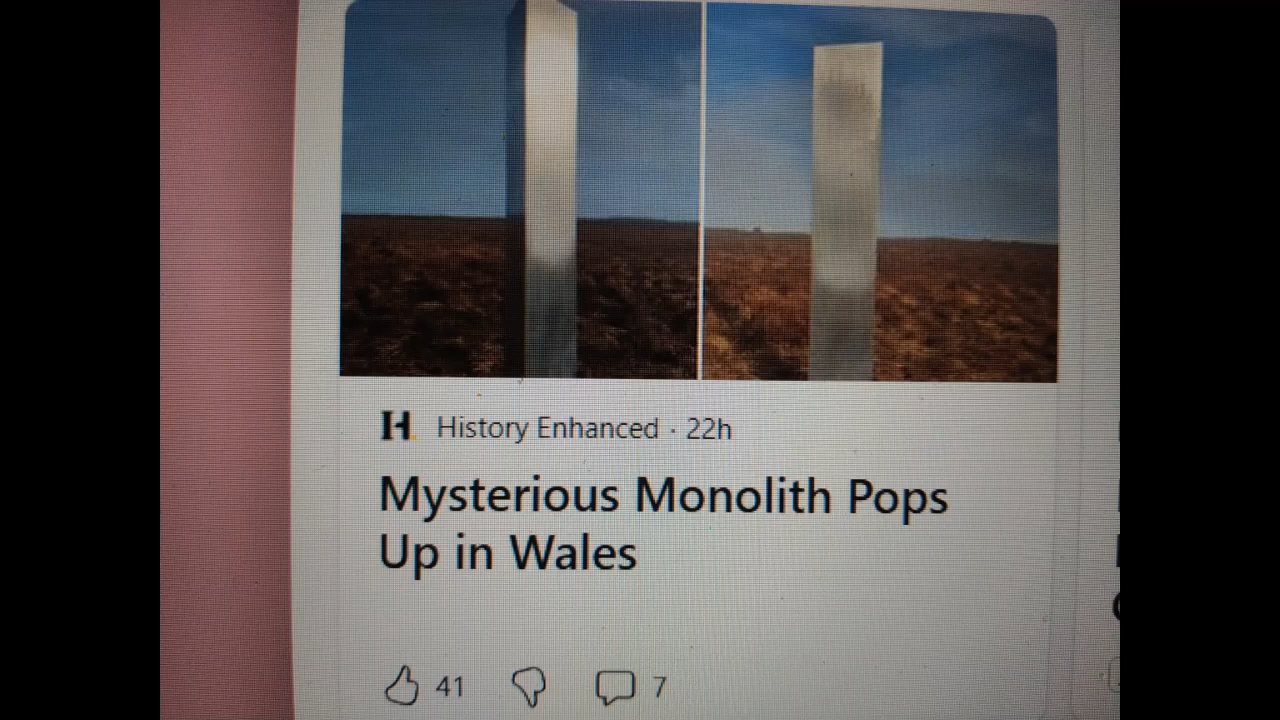 H History Enhanced · 22h
Mysterious Monolith Pops
Up in Wales
41 7